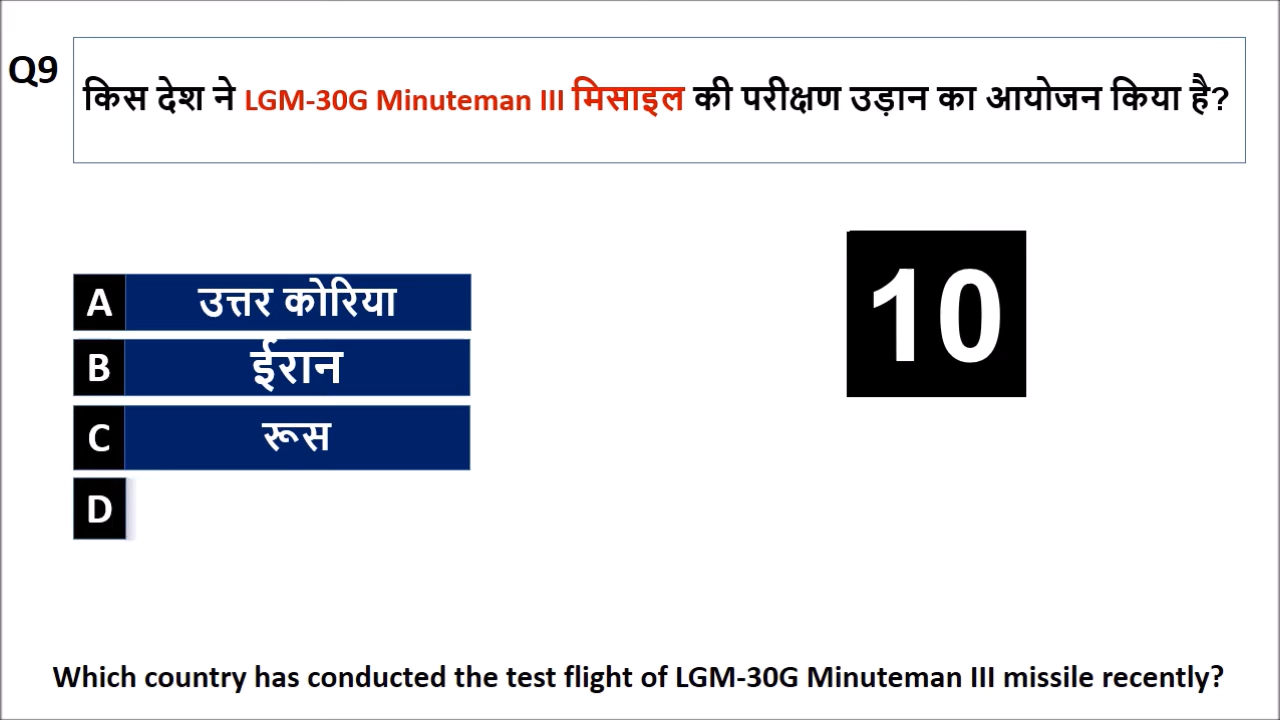 Q9
किस देश ने LGM-30G Minuteman III मिसाइल की परीक्षण उड़ान का आयोजन किया है?
A उत्तर कोरिया
B ईरान
C रूस
D
10
Which country has conducted the test flight of LGM-30G Minuteman III missile recently?